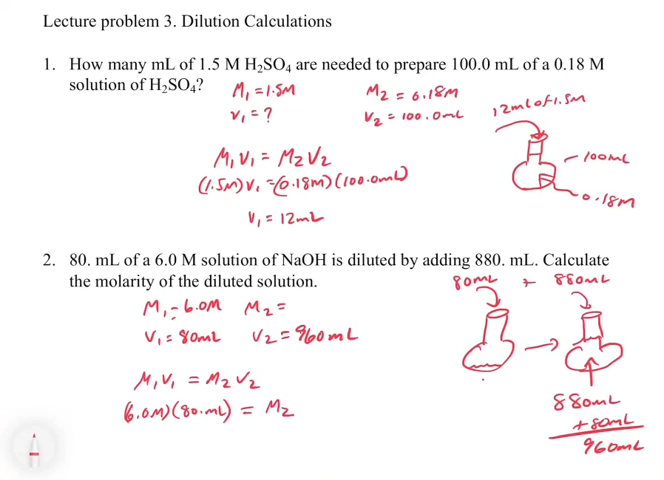 Lecture problem 3. Dilution Calculations
1. How many mL of 1.5 M H₂SO₄ are needed to prepare 100.0 mL of a 0.18 M
solution of H₂SO₄?
M₁ = 1.5M
M₂ = 0.18M
V₁ = ?
V₂ = 100.0mL
12mL of 1.5M
M₁V₁ = M₂V₂
100mL
(1.5M)V₁ = (0.18M)(100.0mL)
0.18M
V₁ = 12mL
2. 80. mL of a 6.0 M solution of NaOH is diluted by adding 880. mL. Calculate
the molarity of the diluted solution.
80mL + 880mL
M₁ = 6.0M M₂ =
V₁ = 80mL V₂ = 960mL
M₁V₁ = M₂V₂
(6.0M)(80.mL) = M₂
880mL
+80mL
960mL